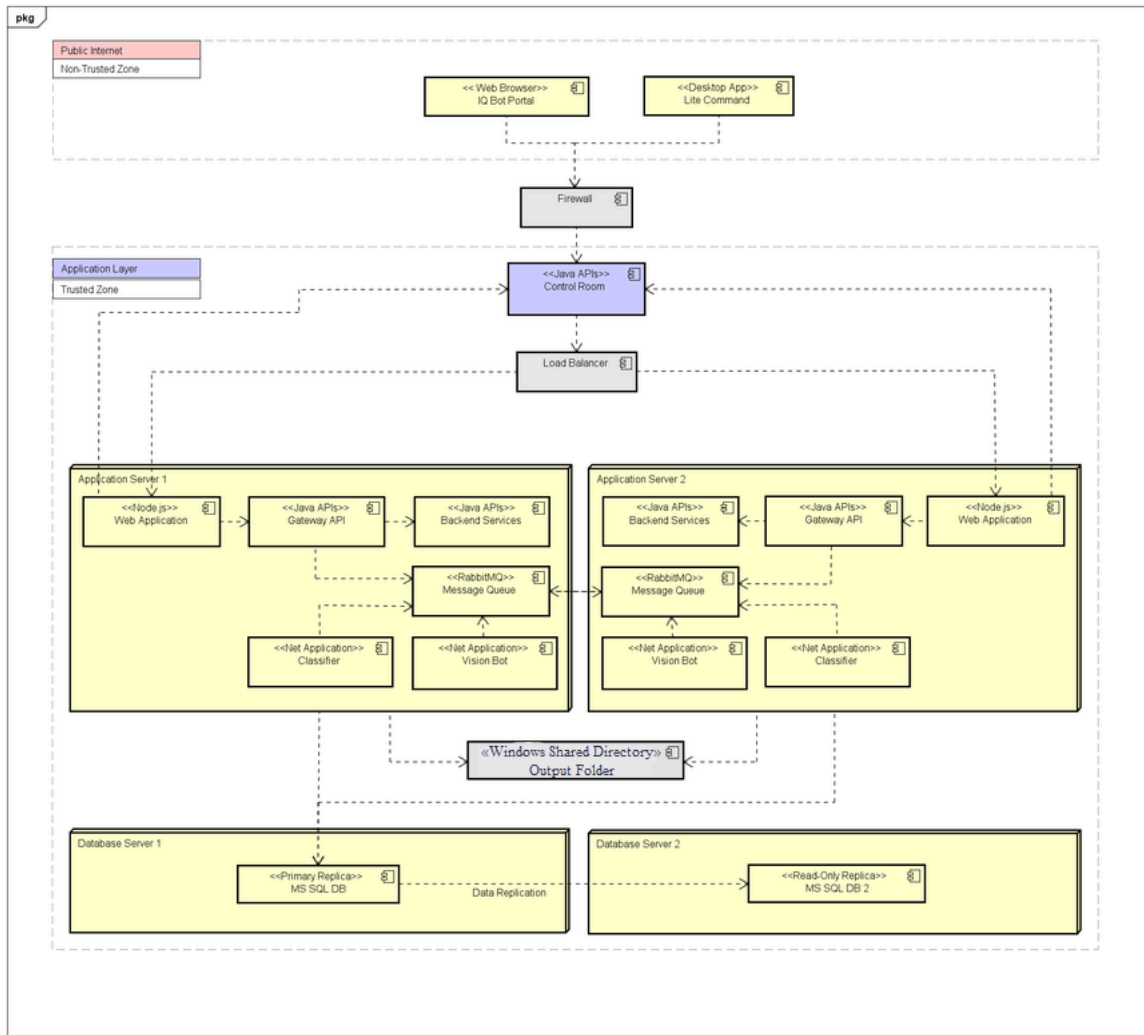 pkg
Public Internet
Non-Trusted Zone
<< Web Browser>>
IQ Bot Portal
<<Desktop App>>
Lite Command
Firewall
Application Layer
Trusted Zone
<<Java APIs>>
Control Room
Load Balancer
Application Server 1
<<Node.js>>
Web Application
<<Java APIs>>
Gateway API
<<Java APIs>>
Backend Services
<<RabbitMQ>>
Message Queue
<<Net Application>>
Classifier
<<Net Application>>
Vision Bot
Application Server 2
<<Java APIs>>
Backend Services
<<Java APIs>>
Gateway API
<<Node.js>>
Web Application
<<RabbitMQ>>
Message Queue
<<Net Application>>
Vision Bot
<<Net Application>>
Classifier
«Windows Shared Directory»
Output Folder
Database Server 1
<<Primary Replica>>
MS SQL DB
Data Replication
Database Server 2
<<Read-Only Replica>>
MS SQL DB 2